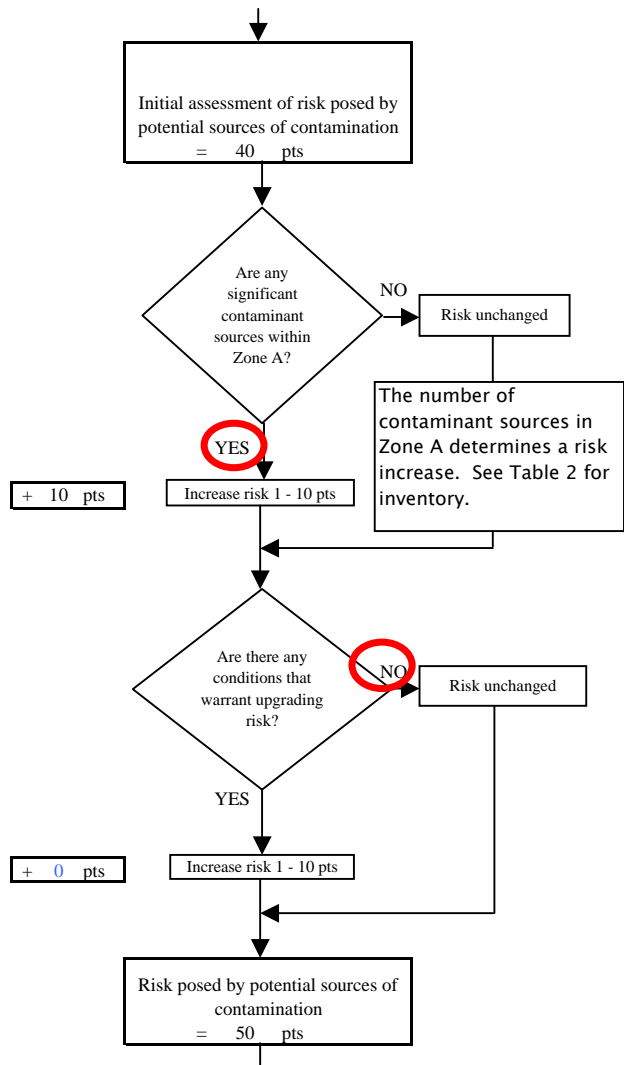 Initial assessment of risk posed by
potential sources of contamination
= 40 pts
Are any
significant
contaminant
sources within
Zone A?
NO
Risk unchanged
The number of
contaminant sources in
Zone A determines a risk
increase. See Table 2 for
inventory.
YES
+ 10 pts
Increase risk 1 - 10 pts
Are there any
conditions that
warrant upgrading
risk?
NO
Risk unchanged
YES
+ 0 pts
Increase risk 1 - 10 pts
Risk posed by potential sources of
contamination
= 50 pts